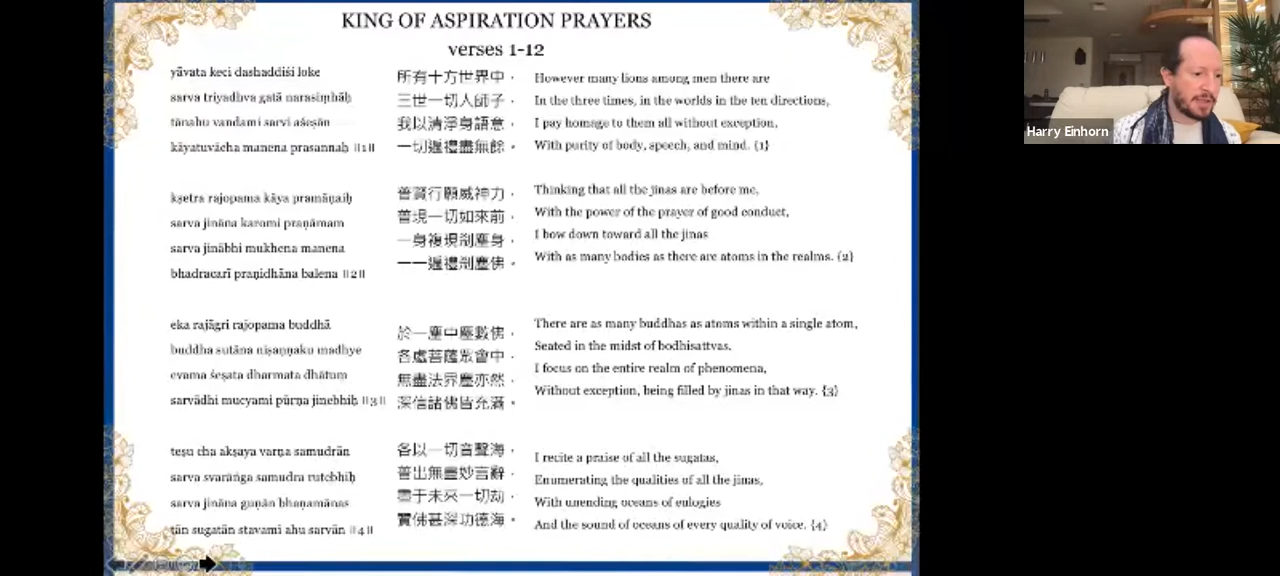 KING OF ASPIRATION PRAYERS
verses 1-12
yāvata keci dashaddiśi loke
sarva triyadhva gatā narasiṃhāḥ
tānahu vandami sarvi aśeṣān
kāyatuvācha manena prasannaḥ ||1||
kṣetra rajopama kāya pramāṇaiḥ
sarva jināna karomi praṇāmam
sarva jinābhi mukhena manena
bhadracarī praṇidhāna balena ||2||
eka rajāgri rajopama buddhā
buddha sutāna niṣaṇṇaku madhye
evama śeṣata dharmata dhātum
sarvādhi mucyami pūrṇa jinebhiḥ ||3||
teṣu cha akṣaya varṇa samudrān
sarva svarāṅga samudra rutebhiḥ
sarva jināna guṇān bhaṇamānas
tān sugatān stavami ahu sarvān ||4||
所有十方世界中，
三世一切人師子，
我以清淨身語意，
一切遍禮盡無餘。
普賢行願威神力，
普現一切如來前，
一身複現剎塵身，
一一遍禮剎塵佛。
於一塵中塵數佛，
各處菩薩眾會中，
無盡法界塵亦然，
深信諸佛皆充滿。
各以一切音聲海，
普出無盡妙言辭，
盡于未來一切劫，
贊佛甚深功德海。
However many lions among men there are
In the three times, in the worlds in the ten directions,
I pay homage to them all without exception,
With purity of body, speech, and mind. {1}
Thinking that all the jinas are before me,
With the power of the prayer of good conduct,
I bow down toward all the jinas
With as many bodies as there are atoms in the realms. {2}
There are as many buddhas as atoms within a single atom,
Seated in the midst of bodhisattvas.
I focus on the entire realm of phenomena,
Without exception, being filled by jinas in that way. {3}
I recite a praise of all the sugatas,
Enumerating the qualities of all the jinas,
With unending oceans of eulogies
And the sound of oceans of every quality of voice. {4}
Harry Einhorn